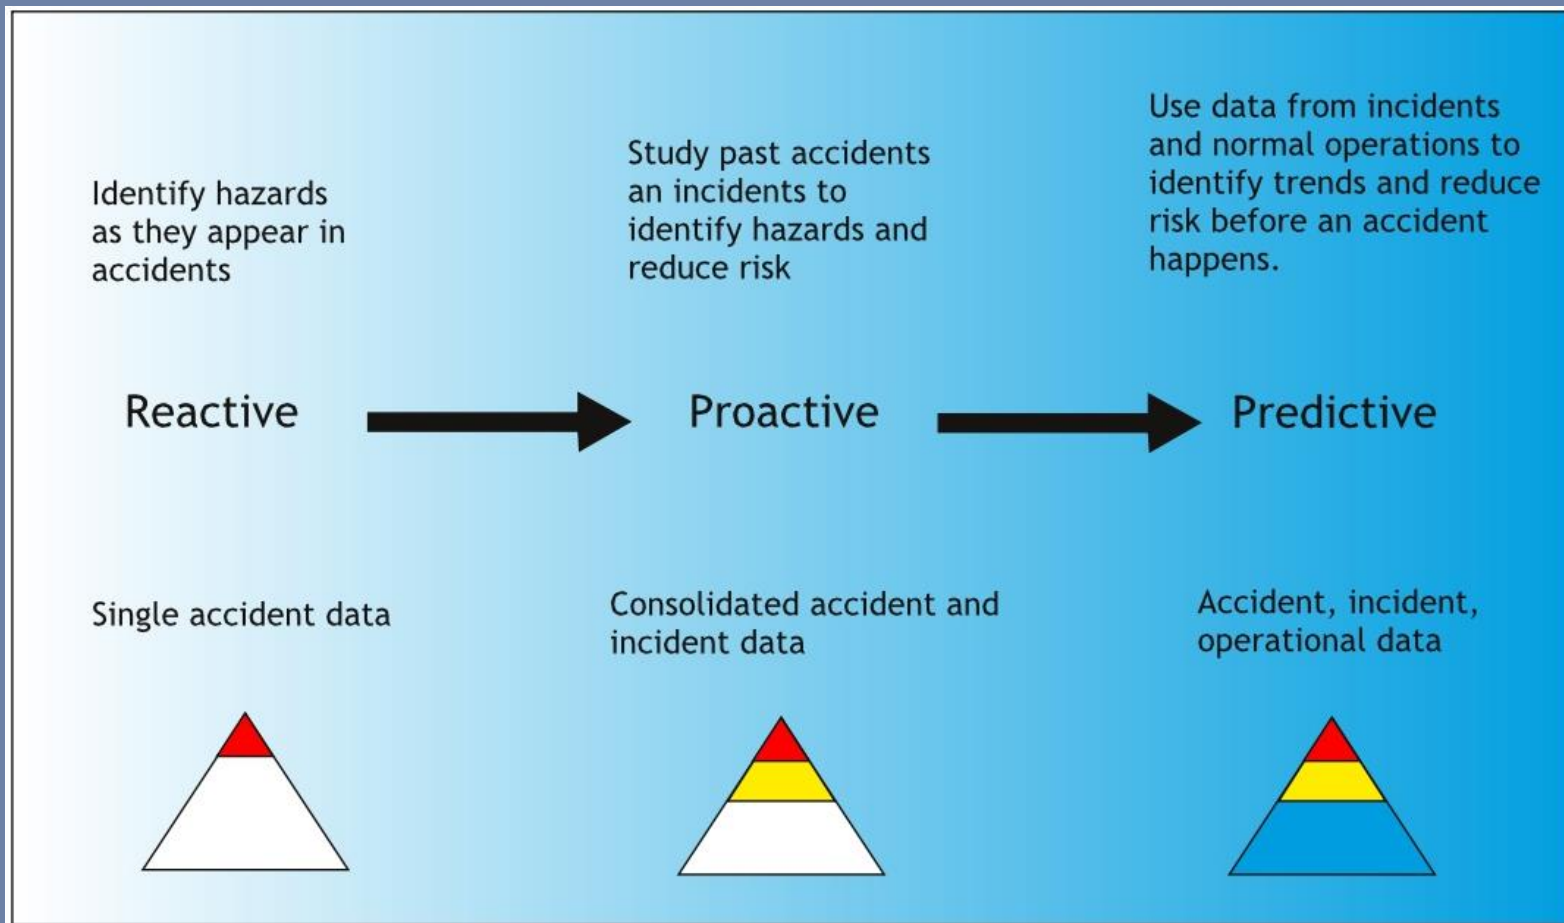 Identify hazards
as they appear in
accidents
Study past accidents
an incidents to
identify hazards and
reduce risk
Use data from incidents
and normal operations to
identify trends and reduce
risk before an accident
happens.
Reactive
Proactive
Predictive
Single accident data
Consolidated accident and
incident data
Accident, incident,
operational data